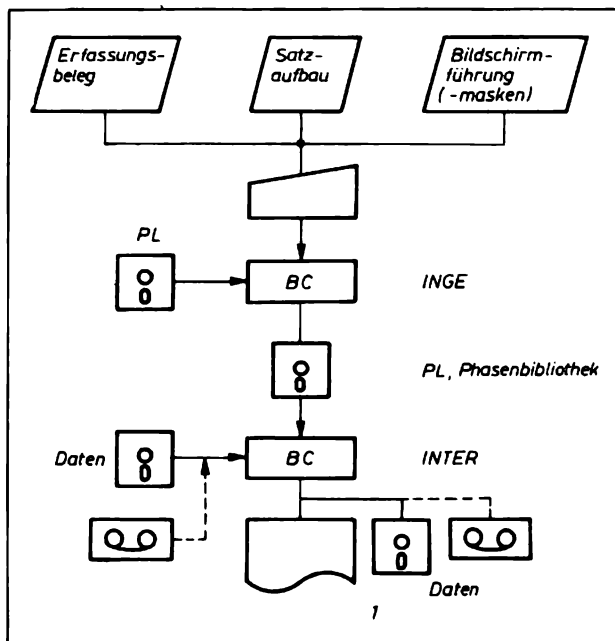 Erfassungs-
beleg
Satz-
aufbau
Bildschirm-
führung
(-masken)
PL
BC
INGE
PL, Phasenbibliothek
Daten
BC
INTER
Daten
1